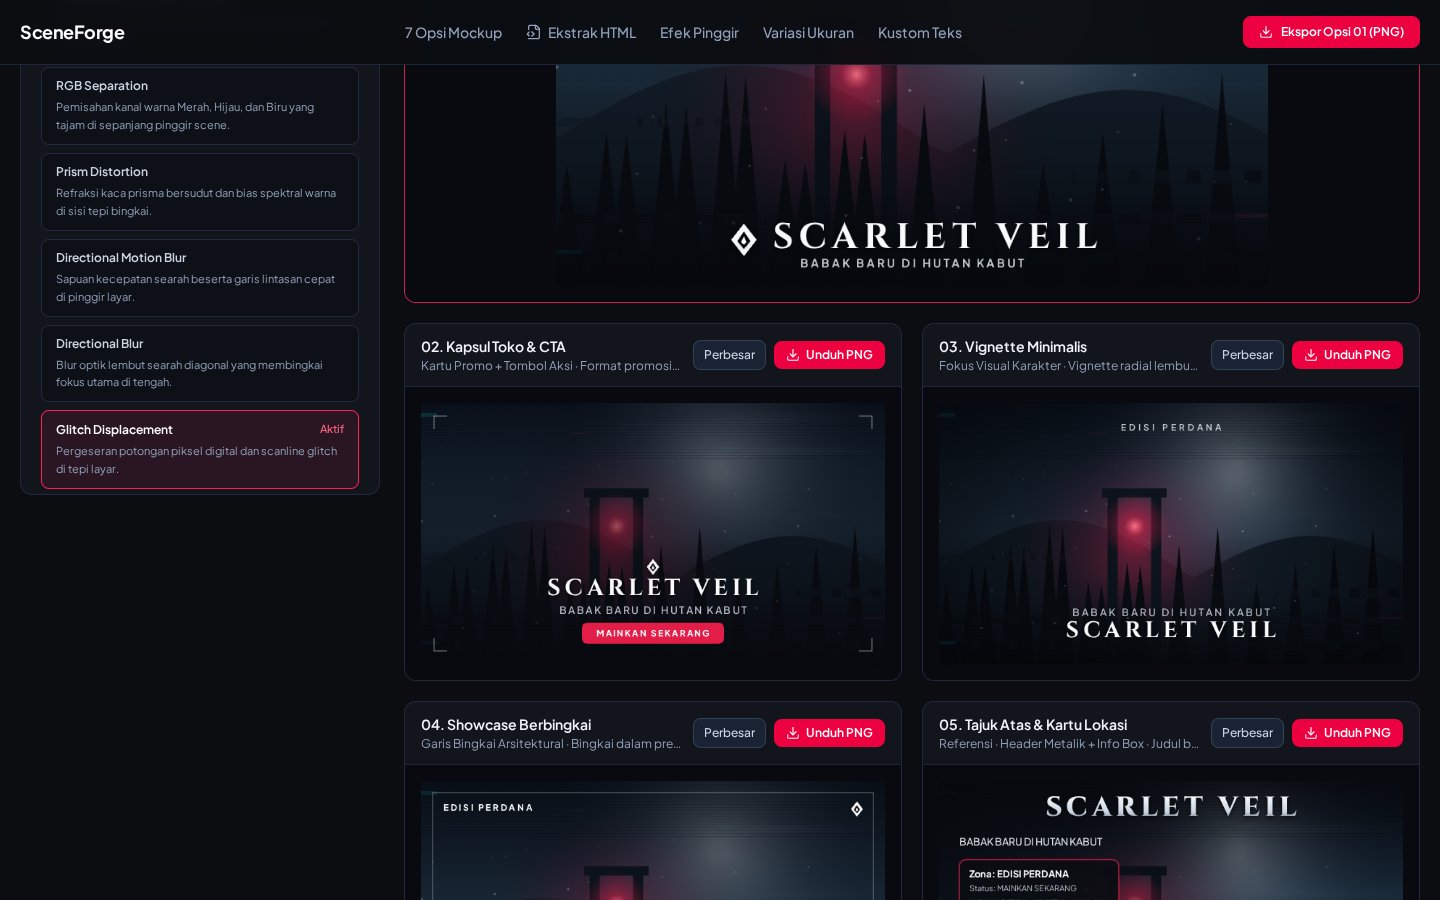 SceneForge
7 Opsi Mockup
Ekstrak HTML
Efek Pinggir
Variasi Ukuran
Kustom Teks
Ekspor Opsi 01 (PNG)
RGB Separation
Pemisahan kanal warna Merah, Hijau, dan Biru yang
tajam di sepanjang pinggir scene.
Prism Distortion
Refraksi kaca prisma bersudut dan bias spektral warna
di sisi tepi bingkai.
Directional Motion Blur
Sapuan kecepatan searah beserta garis lintasan cepat
di pinggir layar.
Directional Blur
Blur optik lembut searah diagonal yang membingkai
fokus utama di tengah.
Glitch Displacement
Aktif
Pergeseran potongan piksel digital dan scanline glitch
di tepi layar.
SCARLET VEIL
BABAK BARU DI HUTAN KABUT
02. Kapsul Toko & CTA
Kartu Promo + Tombol Aksi · Format promosi...
Perbesar
Unduh PNG
SCARLET VEIL
BABAK BARU DI HUTAN KABUT
MAINKAN SEKARANG
03. Vignette Minimalis
Fokus Visual Karakter · Vignette radial lembu...
Perbesar
Unduh PNG
EDISI PERDANA
BABAK BARU DI HUTAN KABUT
SCARLET VEIL
04. Showcase Berbingkai
Garis Bingkai Arsitektural · Bingkai dalam pre...
Perbesar
Unduh PNG
EDISI PERDANA
05. Tajuk Atas & Kartu Lokasi
Referensi · Header Metalik + Info Box · Judul b...
Perbesar
Unduh PNG
SCARLET VEIL
BABAK BARU DI HUTAN KABUT
Zona: EDISI PERDANA
Status: MAINKAN SEKARANG